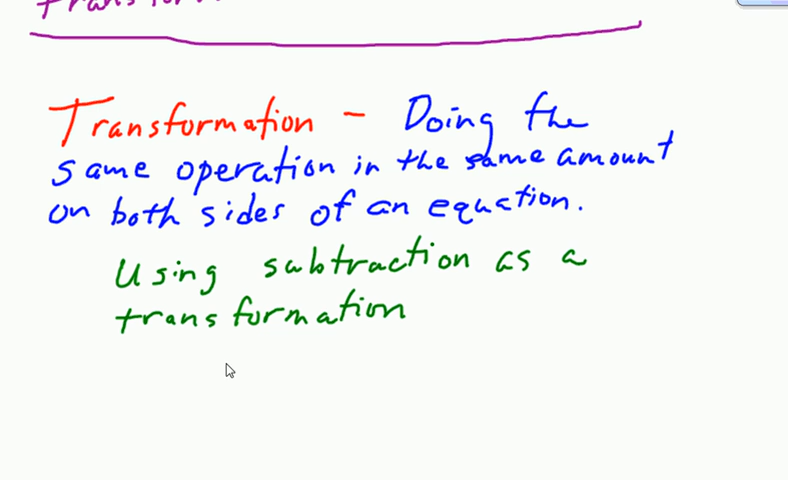 Transformation - Doing the
same operation in the same amount
on both sides of an equation.
Using subtraction as a
transformation